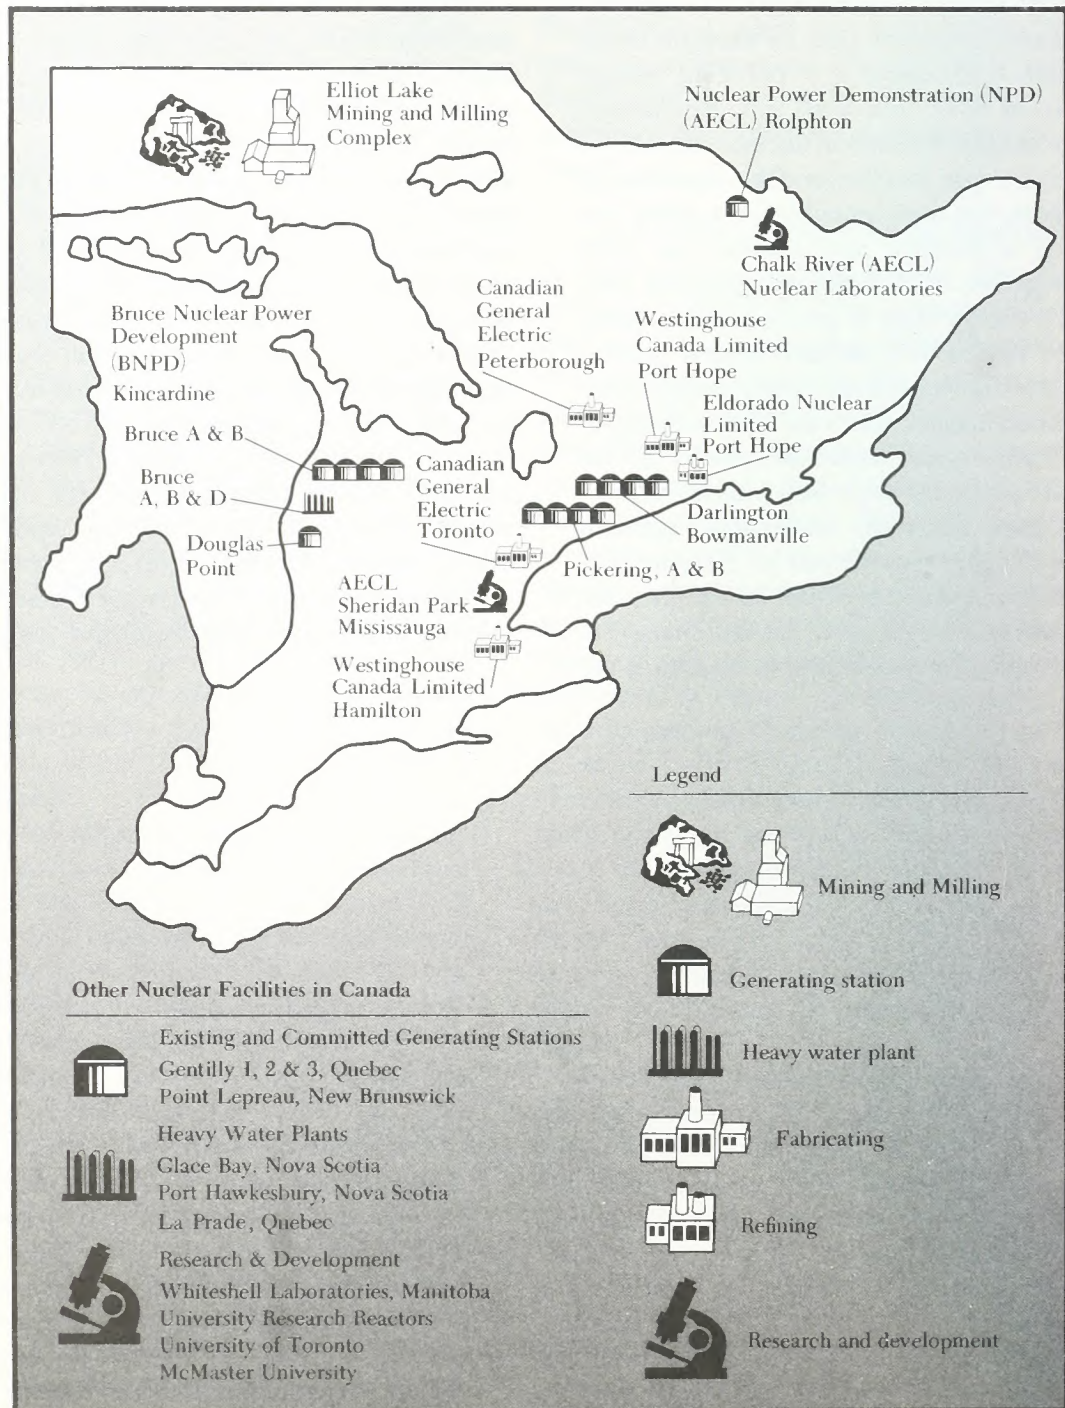 Elliot Lake
Mining and Milling
Complex
Nuclear Power Demonstration (NPD)
(AECL) Rolphton
Chalk River (AECL)
Nuclear Laboratories
Bruce Nuclear Power
Development
(BNPD)
Kincardine
Bruce A & B
Bruce
A, B & D
Douglas
Point
Canadian
General
Electric
Peterborough
Westinghouse
Canada Limited
Port Hope
Eldorado Nuclear
Limited
Port Hope
Canadian
General
Electric
Toronto
Darlington
Bowmanville
Pickering, A & B
AECL
Sheridan Park
Mississauga
Westinghouse
Canada Limited
Hamilton
Legend
Mining and Milling
Generating station
Heavy water plant
Fabricating
Refining
Research and development
Other Nuclear Facilities in Canada
Existing and Committed Generating Stations
Gentilly 1, 2 & 3, Quebec
Point Lepreau, New Brunswick
Heavy Water Plants
Glace Bay, Nova Scotia
Port Hawkesbury, Nova Scotia
La Prade, Quebec
Research & Development
Whiteshell Laboratories, Manitoba
University Research Reactors
University of Toronto
McMaster University